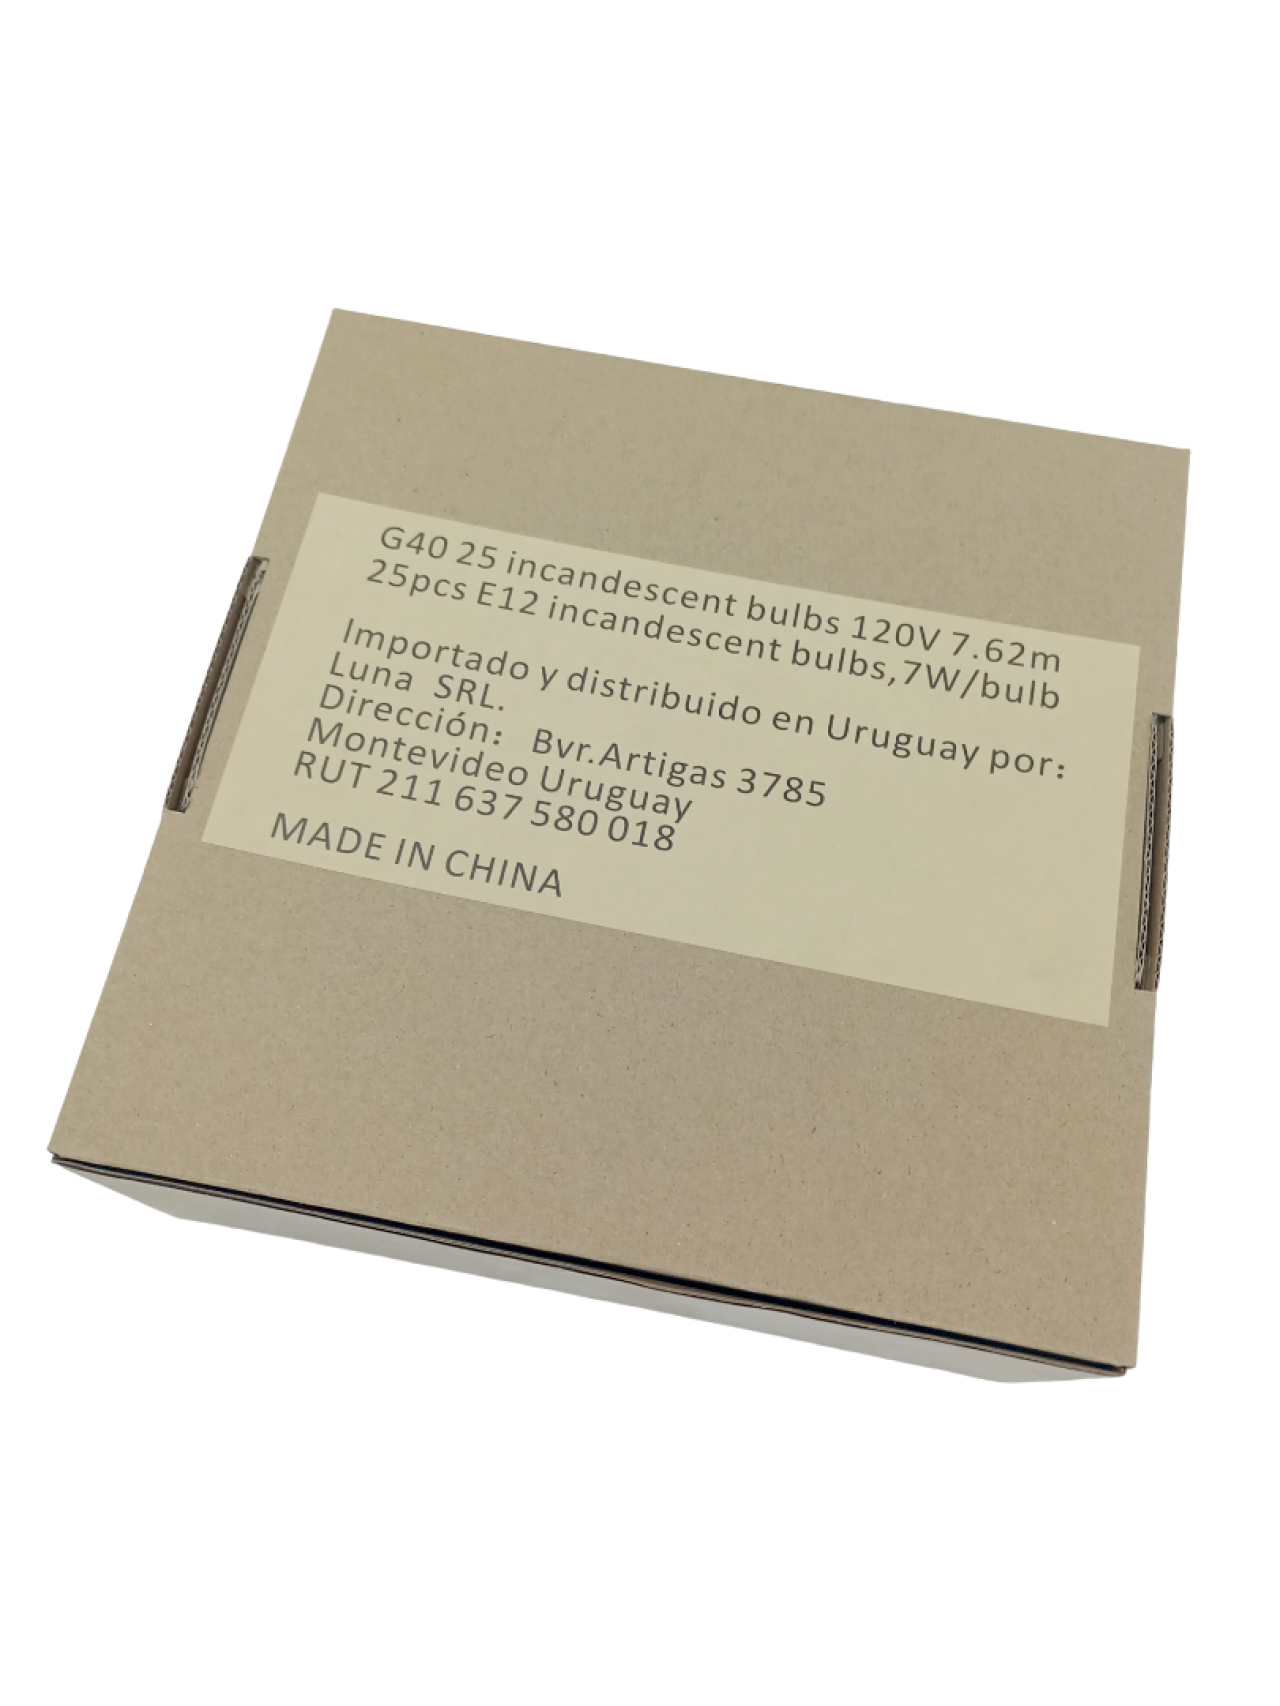 G40 25 incandescent bulbs 120V 7.62m
25pcs E12 incandescent bulbs,7W/bulb
Importado y distribuido en Uruguay por:
Luna SRL.
Dirección: Bvr.Artigas 3785
Montevideo Uruguay
RUT 211 637 580 018
MADE IN CHINA